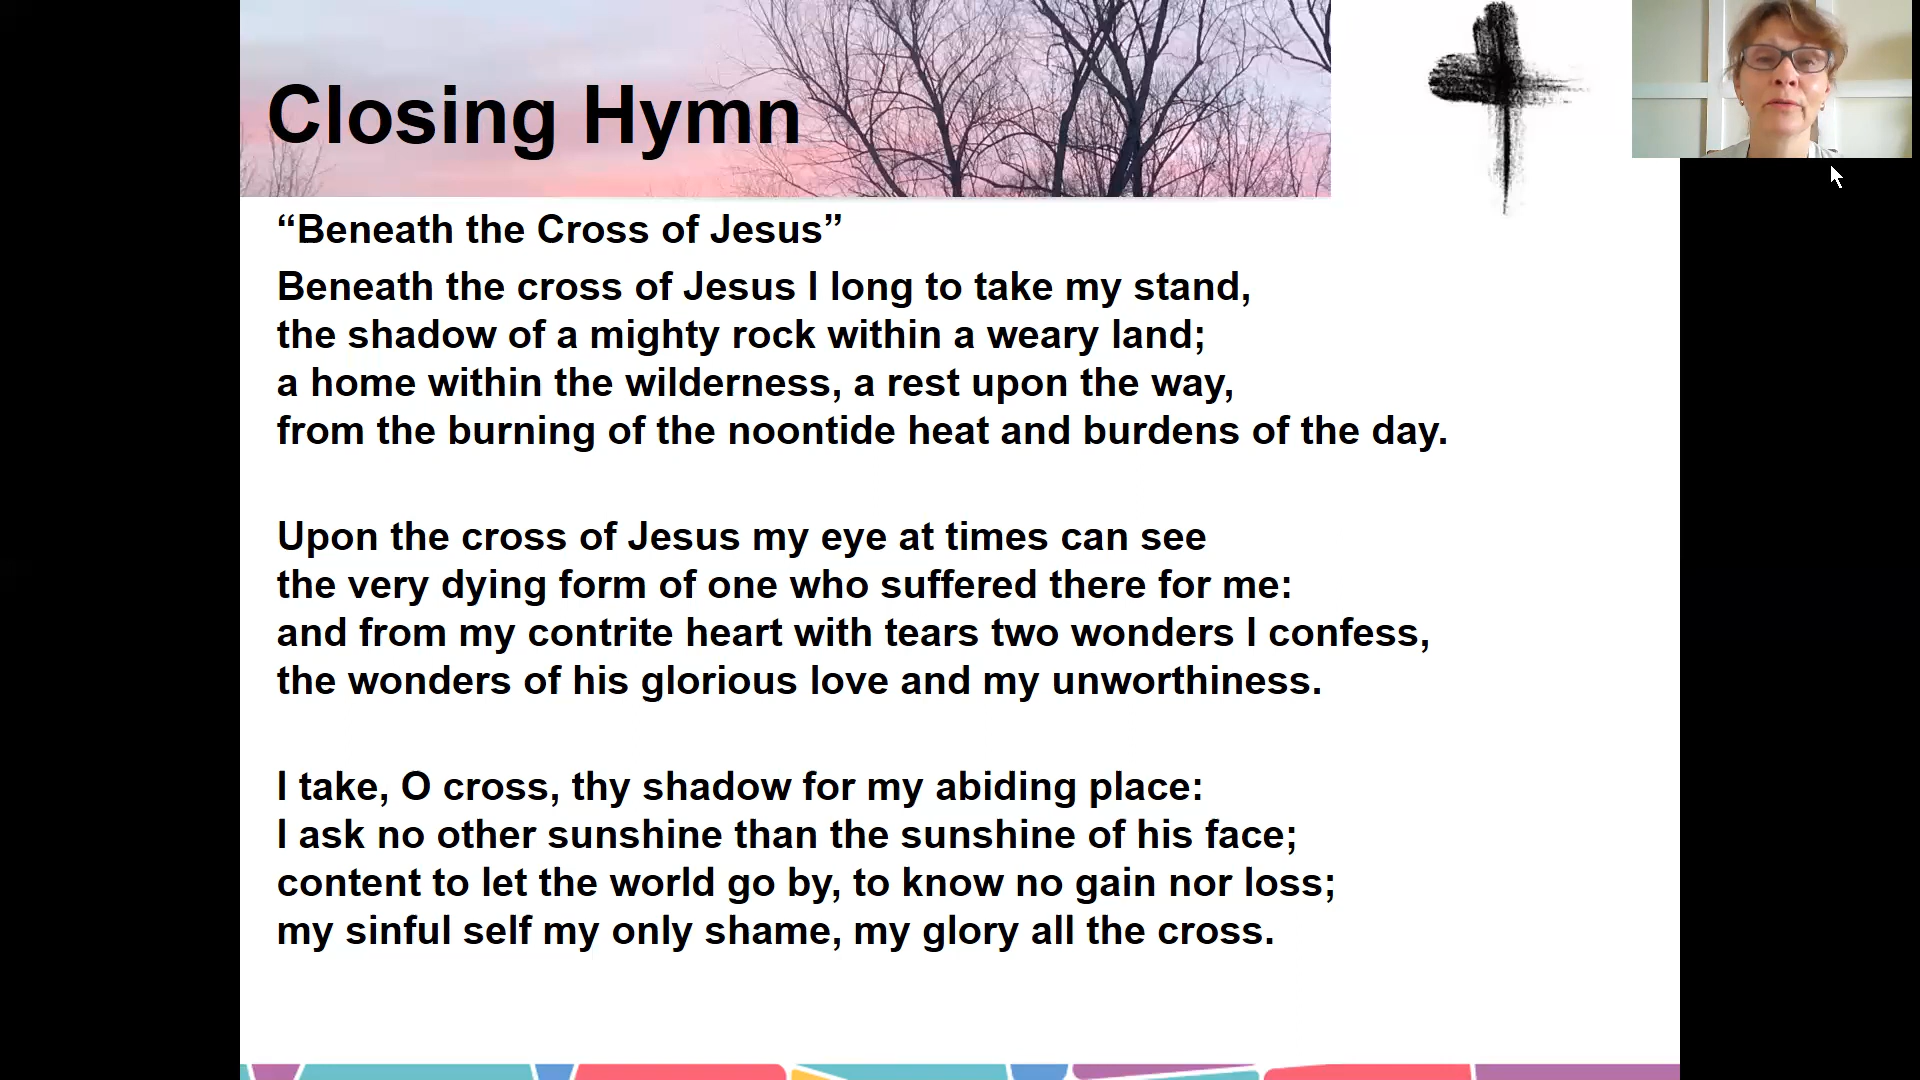 Closing Hymn
“Beneath the Cross of Jesus”
Beneath the cross of Jesus I long to take my stand,
the shadow of a mighty rock within a weary land;
a home within the wilderness, a rest upon the way,
from the burning of the noontide heat and burdens of the day.
Upon the cross of Jesus my eye at times can see
the very dying form of one who suffered there for me:
and from my contrite heart with tears two wonders I confess,
the wonders of his glorious love and my unworthiness.
I take, O cross, thy shadow for my abiding place:
I ask no other sunshine than the sunshine of his face;
content to let the world go by, to know no gain nor loss;
my sinful self my only shame, my glory all the cross.